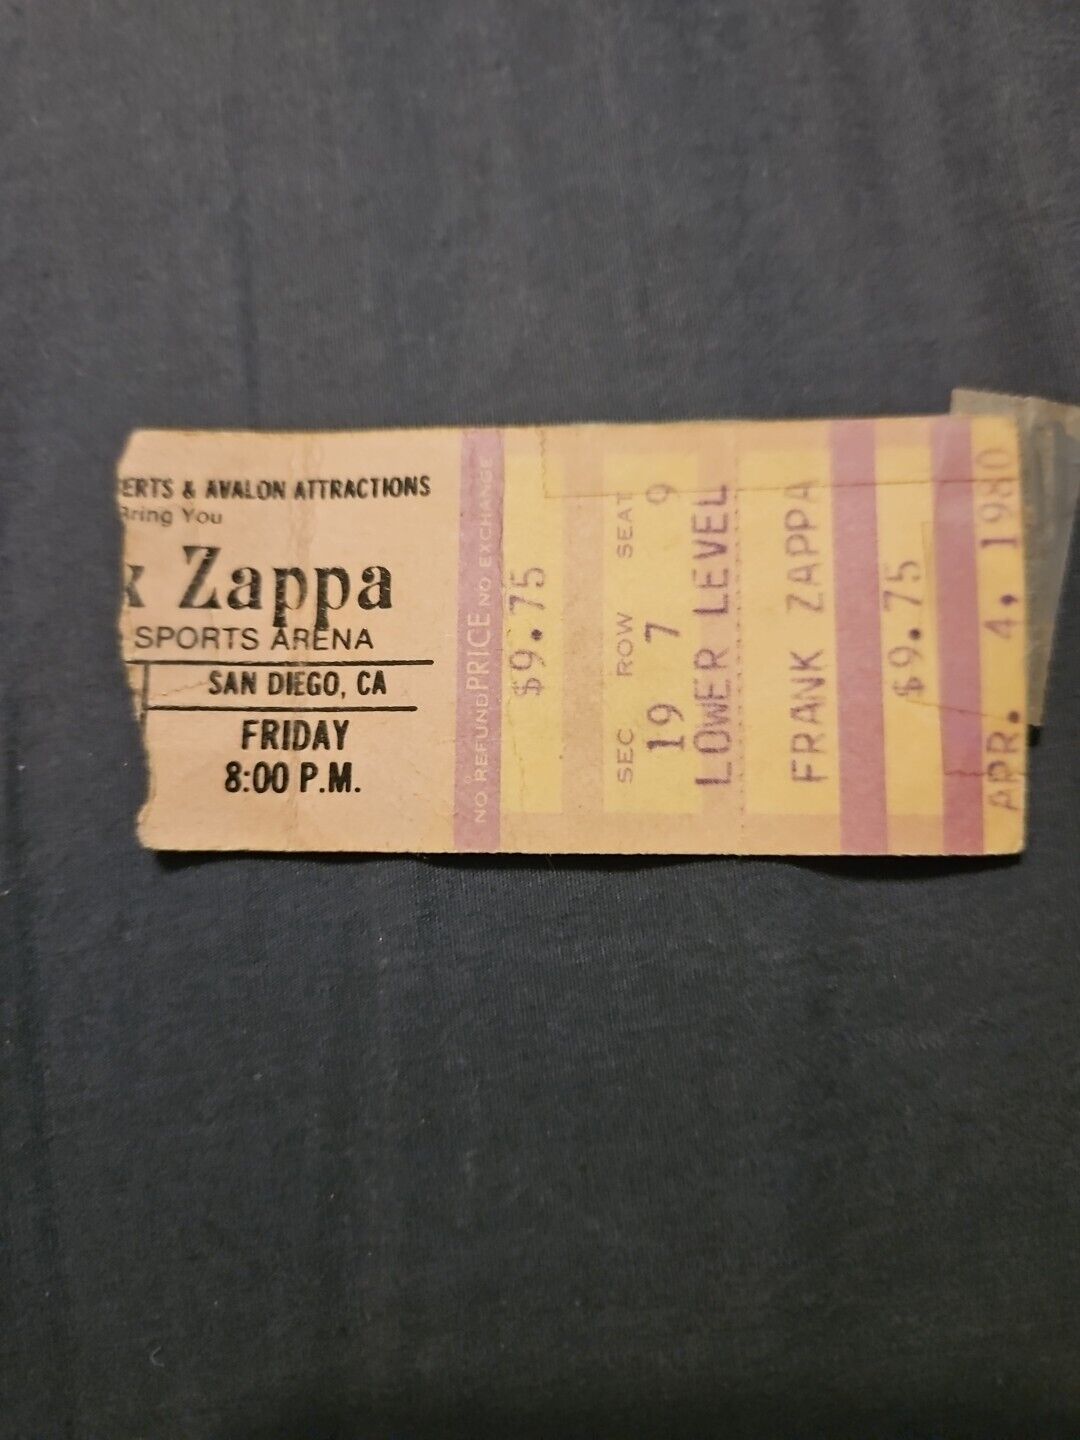 ERTS & AVALON ATTRACTIONS
Bring You
k Zappa
SPORTS ARENA
SAN DIEGO, CA
FRIDAY
8:00 P.M.
NO REFUND PRICE NO EXCHANGE
$9.75
SEC ROW SEAT
19 7 9
LOWER LEVEL
FRANK ZAPPA
$9.75
APR. 4, 1980